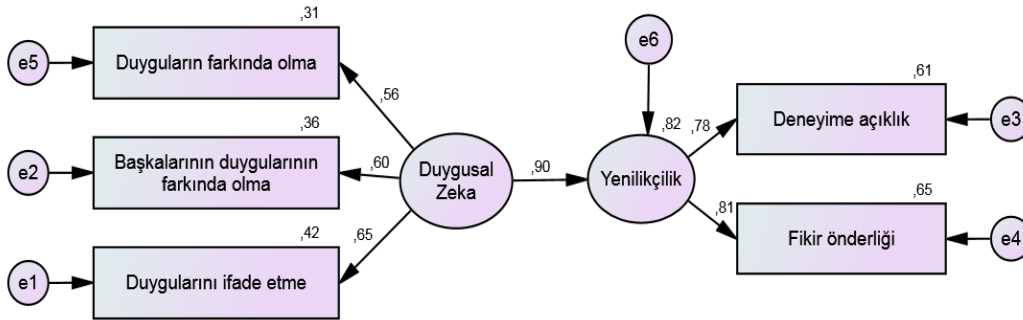 ,31
e5
Duyguların farkında olma
,56
,36
e2
Başkalarının duygularının
farkında olma
,60
,42
e1
Duygularını ifade etme
,65
Duygusal
Zeka
,90
e6
,82
Yenilikçilik
,78
,61
Deneyime açıklık
e3
,81
,65
Fikir önderliği
e4